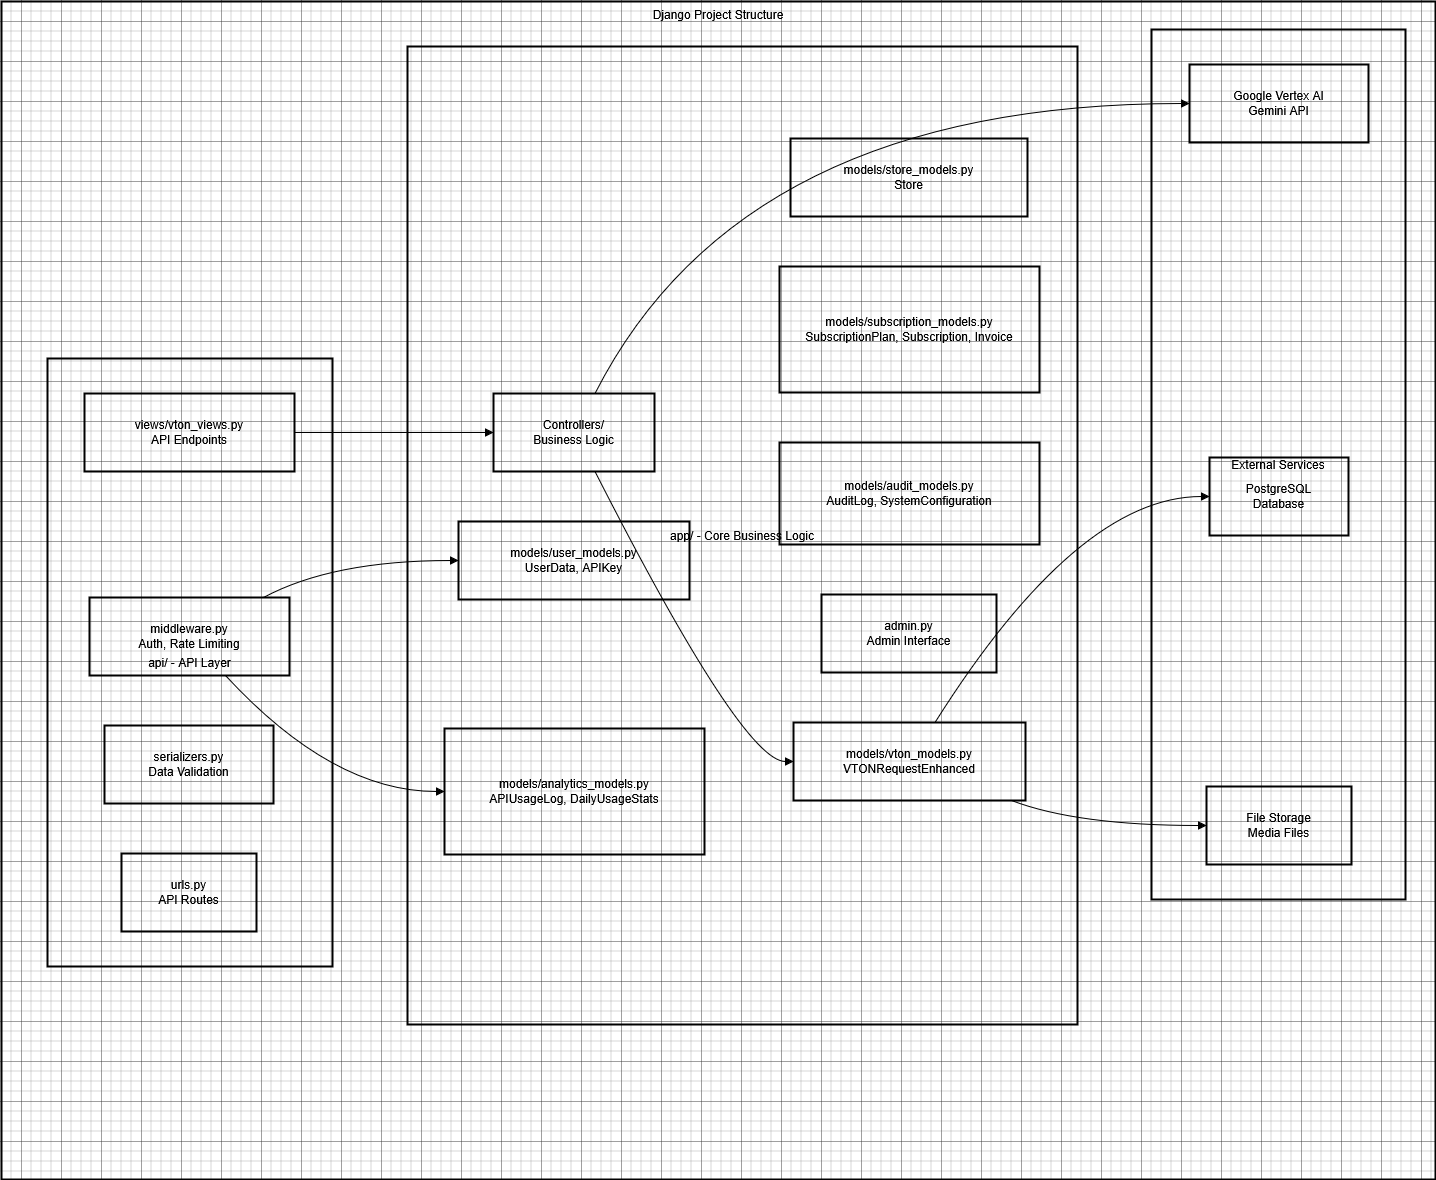 Django Project Structure
views/vton_views.py
API Endpoints
middleware.py
Auth, Rate Limiting
api/ - API Layer
serializers.py
Data Validation
urls.py
API Routes
Controllers/
Business Logic
models/user_models.py
UserData, APIKey
models/analytics_models.py
APIUsageLog, DailyUsageStats
app/ - Core Business Logic
models/store_models.py
Store
models/subscription_models.py
SubscriptionPlan, Subscription, Invoice
models/audit_models.py
AuditLog, SystemConfiguration
admin.py
Admin Interface
models/vton_models.py
VTONRequestEnhanced
Google Vertex AI
Gemini API
External Services
PostgreSQL
Database
File Storage
Media Files